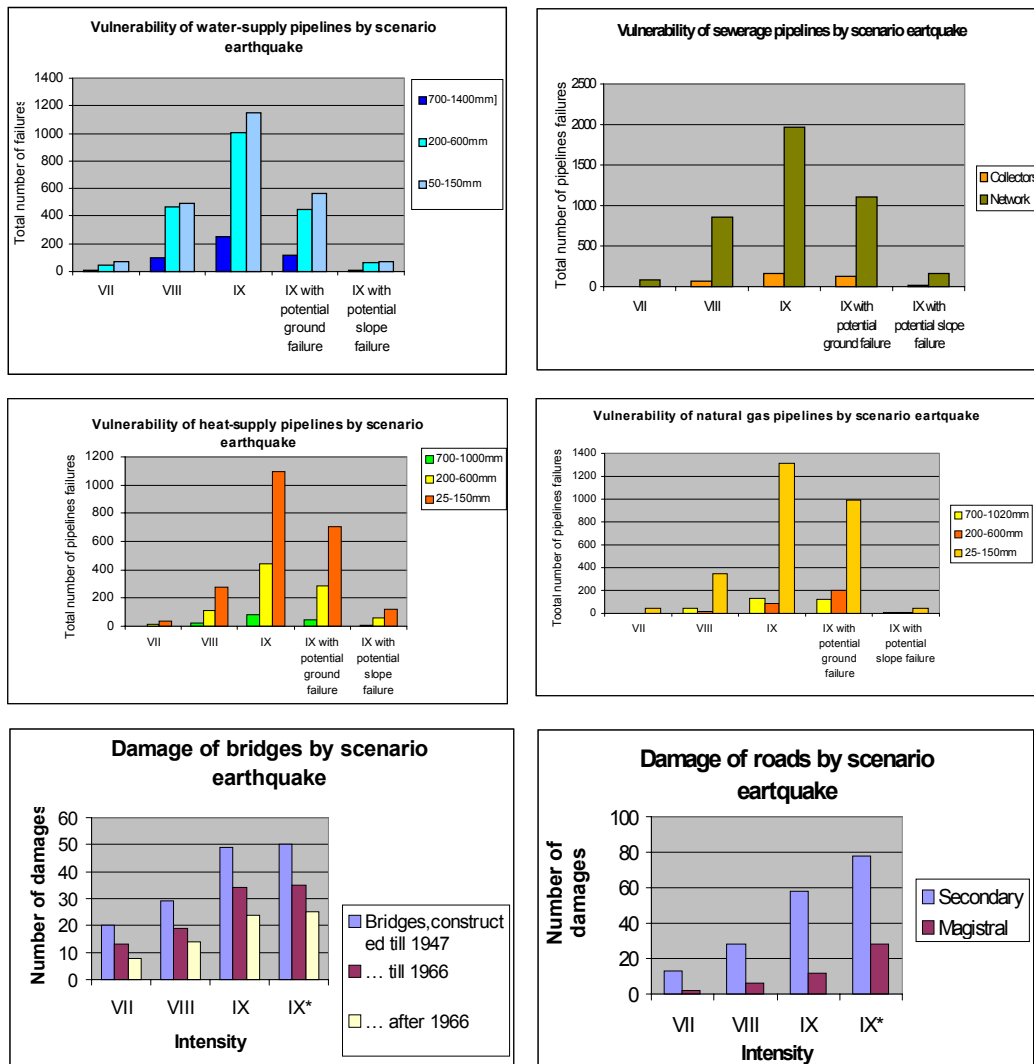 Vulnerability of water-supply pipelines by scenario
earthquake
Total number of failures
1400
1200
1000
800
600
400
200
0
VII
VIII
IX
IX with
potential
ground
failure
IX with
potential
slope
failure
700-1400mm]
200-600mm
50-150mm
Vulnerability of sewerage pipelines by scenario eartquake
Total number of pipelines failures
2500
2000
1500
1000
500
0
VII
VIII
IX
IX with
potential
ground failure
IX with
potential slope
failure
Collectors
Network
Vulnerability of heat-supply pipelines by scenario
earthquake
Total number of pipelines failures
1200
1000
800
600
400
200
0
VII
VIII
IX
IX with
potential
ground
failure
IX with
potential
slope
failure
700-1000mm
200-600mm
25-150mm
Vulnerability of natural gas pipelines by scenario eartquake
Tootal number of pipelines failures
1400
1200
1000
800
600
400
200
0
VII
VIII
IX
IX with
potential
ground
failure
IX with
potential
slope failure
700-1020mm
200-600mm
25-150mm
Damage of bridges by scenario
earthquake
Number of damages
60
50
40
30
20
10
0
VII
VIII
IX
IX*
Intensity
Bridges,construct
ed till 1947
... till 1966
... after 1966
Damage of roads by scenario
eartquake
Number of
damages
100
80
60
40
20
0
VII
VIII
IX
IX*
Intensity
Secondary
Magistral